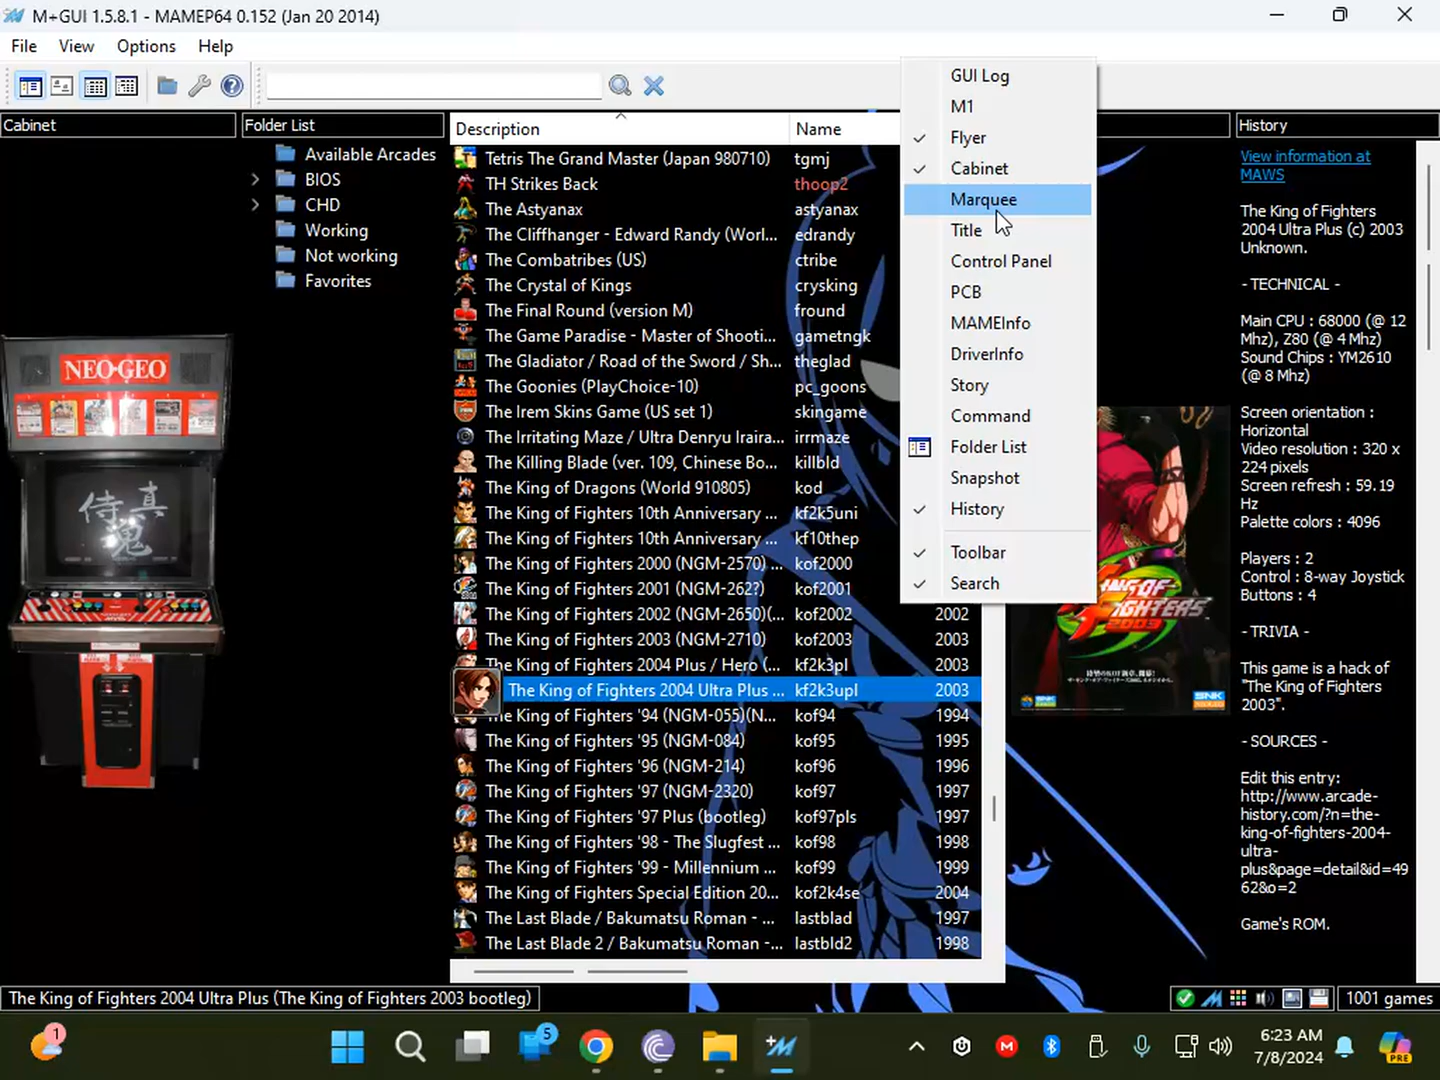 M+GUI 1.5.8.1 - MAMEP64 0.152 (Jan 20 2014)
File View Options Help
Cabinet
NEO·GEO
侍真
鬼
Folder List
Available Arcades
BIOS
CHD
Working
Not working
Favorites
Description Name
Tetris The Grand Master (Japan 980710) tgmj
TH Strikes Back thoop2
The Astyanax astyanax
The Cliffhanger - Edward Randy (Worl... edrandy
The Combatribes (US) ctribe
The Crystal of Kings crysking
The Final Round (version M) fround
The Game Paradise - Master of Shooti... gametngk
The Gladiator / Road of the Sword / Sh... theglad
The Goonies (PlayChoice-10) pc_goons
The Irem Skins Game (US set 1) skingame
The Irritating Maze / Ultra Denryu Iraira... irrmaze
The Killing Blade (ver. 109, Chinese Bo... killbld
The King of Dragons (World 910805) kod
The King of Fighters 10th Anniversary ... kf2k5uni
The King of Fighters 10th Anniversary ... kf10thep
The King of Fighters 2000 (NGM-2570) ... kof2000
The King of Fighters 2001 (NGM-262?) kof2001
The King of Fighters 2002 (NGM-2650)(... kof2002 2002
The King of Fighters 2003 (NGM-2710) kof2003 2003
The King of Fighters 2004 Plus / Hero (... kf2k3pl 2003
The King of Fighters 2004 Ultra Plus ... kf2k3upl 2003
The King of Fighters '94 (NGM-055)(N... kof94 1994
The King of Fighters '95 (NGM-084) kof95 1995
The King of Fighters '96 (NGM-214) kof96 1996
The King of Fighters '97 (NGM-2320) kof97 1997
The King of Fighters '97 Plus (bootleg) kof97pls 1997
The King of Fighters '98 - The Slugfest ... kof98 1998
The King of Fighters '99 - Millennium ... kof99 1999
The King of Fighters Special Edition 20... kof2k4se 2004
The Last Blade / Bakumatsu Roman - ... lastblad 1997
The Last Blade 2 / Bakumatsu Roman -... lastbld2 1998
GUI Log
M1
Flyer
Cabinet
Marquee
Title
Control Panel
PCB
MAMEInfo
DriverInfo
Story
Command
Folder List
Snapshot
History
Toolbar
Search
KING OF
FIGHTERS
2003
SNK
History
View information at
MAWS
The King of Fighters
2004 Ultra Plus (c) 2003
Unknown.
- TECHNICAL -
Main CPU : 68000 (@ 12
Mhz), Z80 (@ 4 Mhz)
Sound Chips : YM2610
(@ 8 Mhz)
Screen orientation :
Horizontal
Video resolution : 320 x
224 pixels
Screen refresh : 59.19
Hz
Palette colors : 4096
Players : 2
Control : 8-way Joystick
Buttons : 4
- TRIVIA -
This game is a hack of
"The King of Fighters
2003".
- SOURCES -
Edit this entry:
http://www.arcade-
history.com/?n=the-
king-of-fighters-2004-
ultra-
plus&page=detail&id=49
62&o=2
Game's ROM.
The King of Fighters 2004 Ultra Plus (The King of Fighters 2003 bootleg)
1001 games
1
5
6:23 AM
7/8/2024
PRE